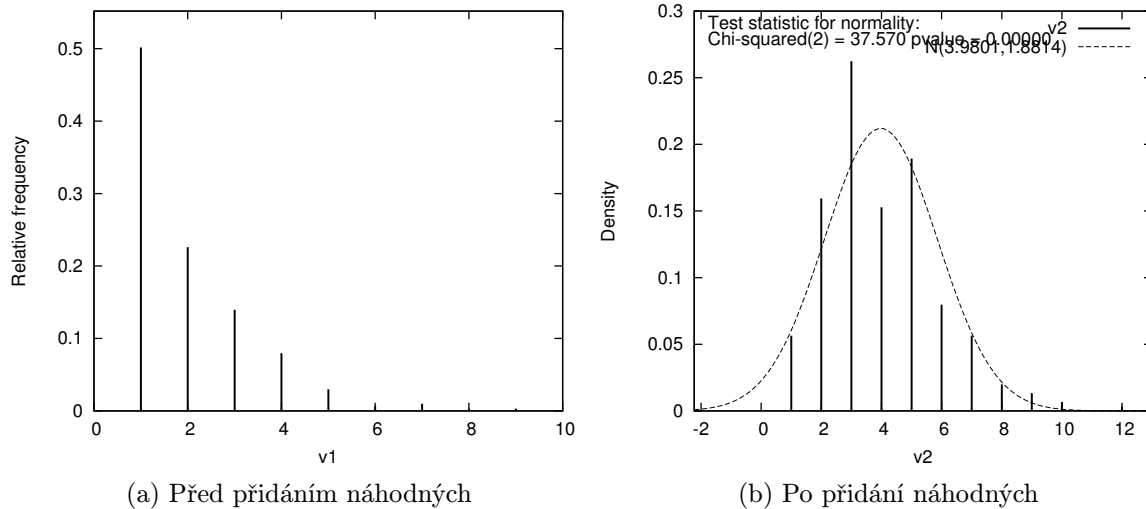 0.5
0.4
0.3
0.2
0.1
0
0 2 4 6 8 10
Relative frequency
v1
(a) Před přidáním náhodných
0.3
0.25
0.2
0.15
0.1
0.05
0
-2 0 2 4 6 8 10 12
Density
v2
Test statistic for normality:
Chi-squared(2) = 37.570 pvalue = 0.00000
v2
N(3.9801,1.8814)
(b) Po přidání náhodných